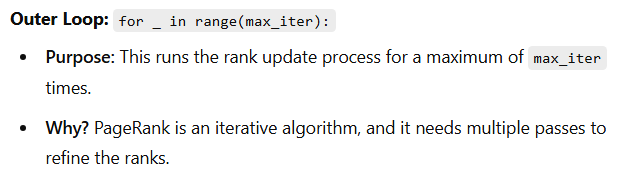 Outer Loop: for _ in range(max_iter):
• Purpose: This runs the rank update process for a maximum of max_iter
times.
• Why? PageRank is an iterative algorithm, and it needs multiple passes to
refine the ranks.